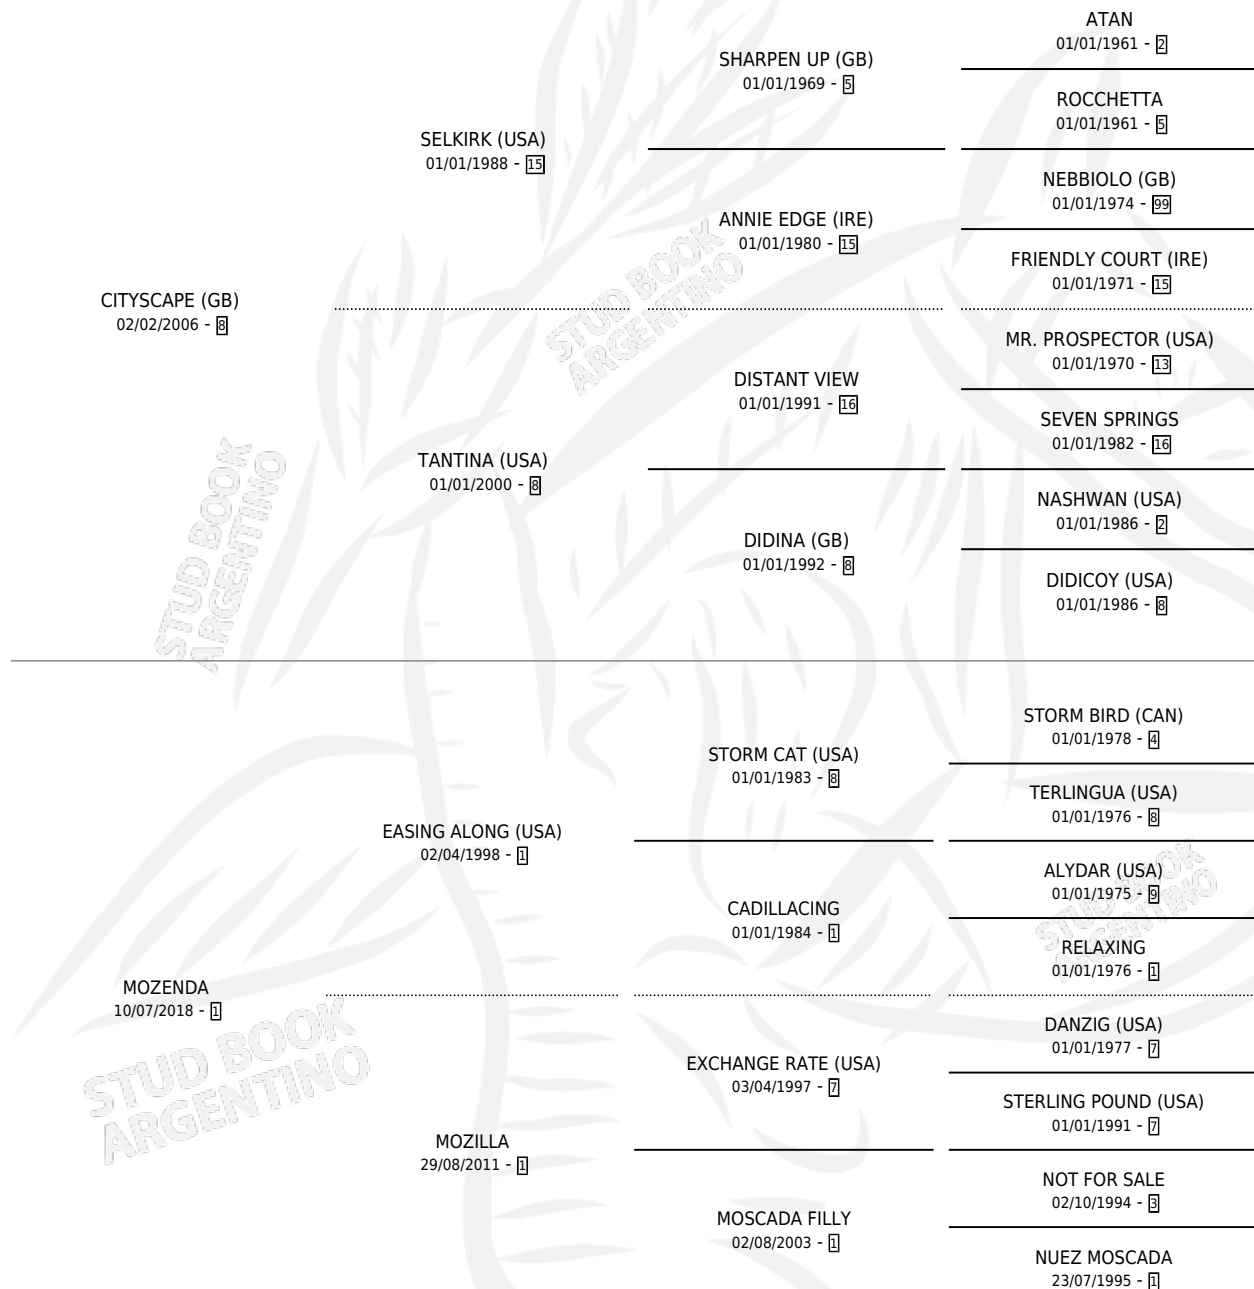 ATAN
01/01/1961 - 2
SHARPEN UP (GB)
01/01/1969 - 5
ROCCHETTA
01/01/1961 - 5
SELKIRK (USA)
01/01/1988 - 15
NEBBIOLO (GB)
01/01/1974 - 99
ANNIE EDGE (IRE)
01/01/1980 - 15
FRIENDLY COURT (IRE)
01/01/1971 - 15
CITYSCAPE (GB)
02/02/2006 - 8
STUD BOOK
ARGENTINO
MR. PROSPECTOR (USA)
01/01/1970 - 13
DISTANT VIEW
01/01/1991 - 16
SEVEN SPRINGS
01/01/1982 - 16
TANTINA (USA)
01/01/2000 - 8
NASHWAN (USA)
01/01/1986 - 2
DIDINA (GB)
01/01/1992 - 8
DIDICOY (USA)
01/01/1986 - 8
STUD BOOK
ARGENTINO
STORM BIRD (CAN)
01/01/1978 - 4
STORM CAT (USA)
01/01/1983 - 8
TERLINGUA (USA)
01/01/1976 - 8
EASING ALONG (USA)
02/04/1998 - 1
ALYDAR (USA)
01/01/1975 - 9
CADILLACING
01/01/1984 - 1
STUD BOOK
ARGENTINO
RELAXING
01/01/1976 - 1
MOZENDA
10/07/2018 - 1
DANZIG (USA)
01/01/1977 - 7
EXCHANGE RATE (USA)
03/04/1997 - 7
STERLING POUND (USA)
01/01/1991 - 7
STUD BOOK
ARGENTINO
MOZILLA
29/08/2011 - 1
NOT FOR SALE
02/10/1994 - 3
MOSCADA FILLY
02/08/2003 - 1
NUEZ MOSCADA
23/07/1995 - 1